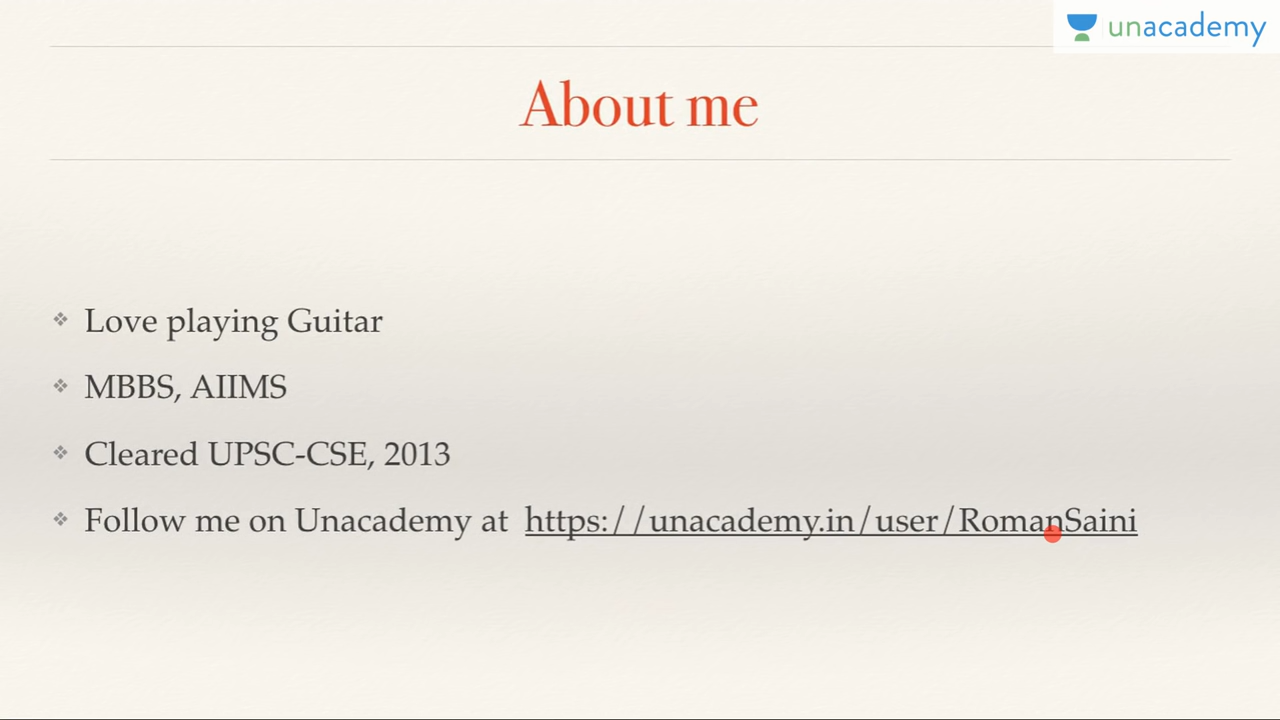 unacademy
About me
Love playing Guitar
MBBS, AIIMS
Cleared UPSC-CSE, 2013
Follow me on Unacademy at https://unacademy.in/user/RomanSaini